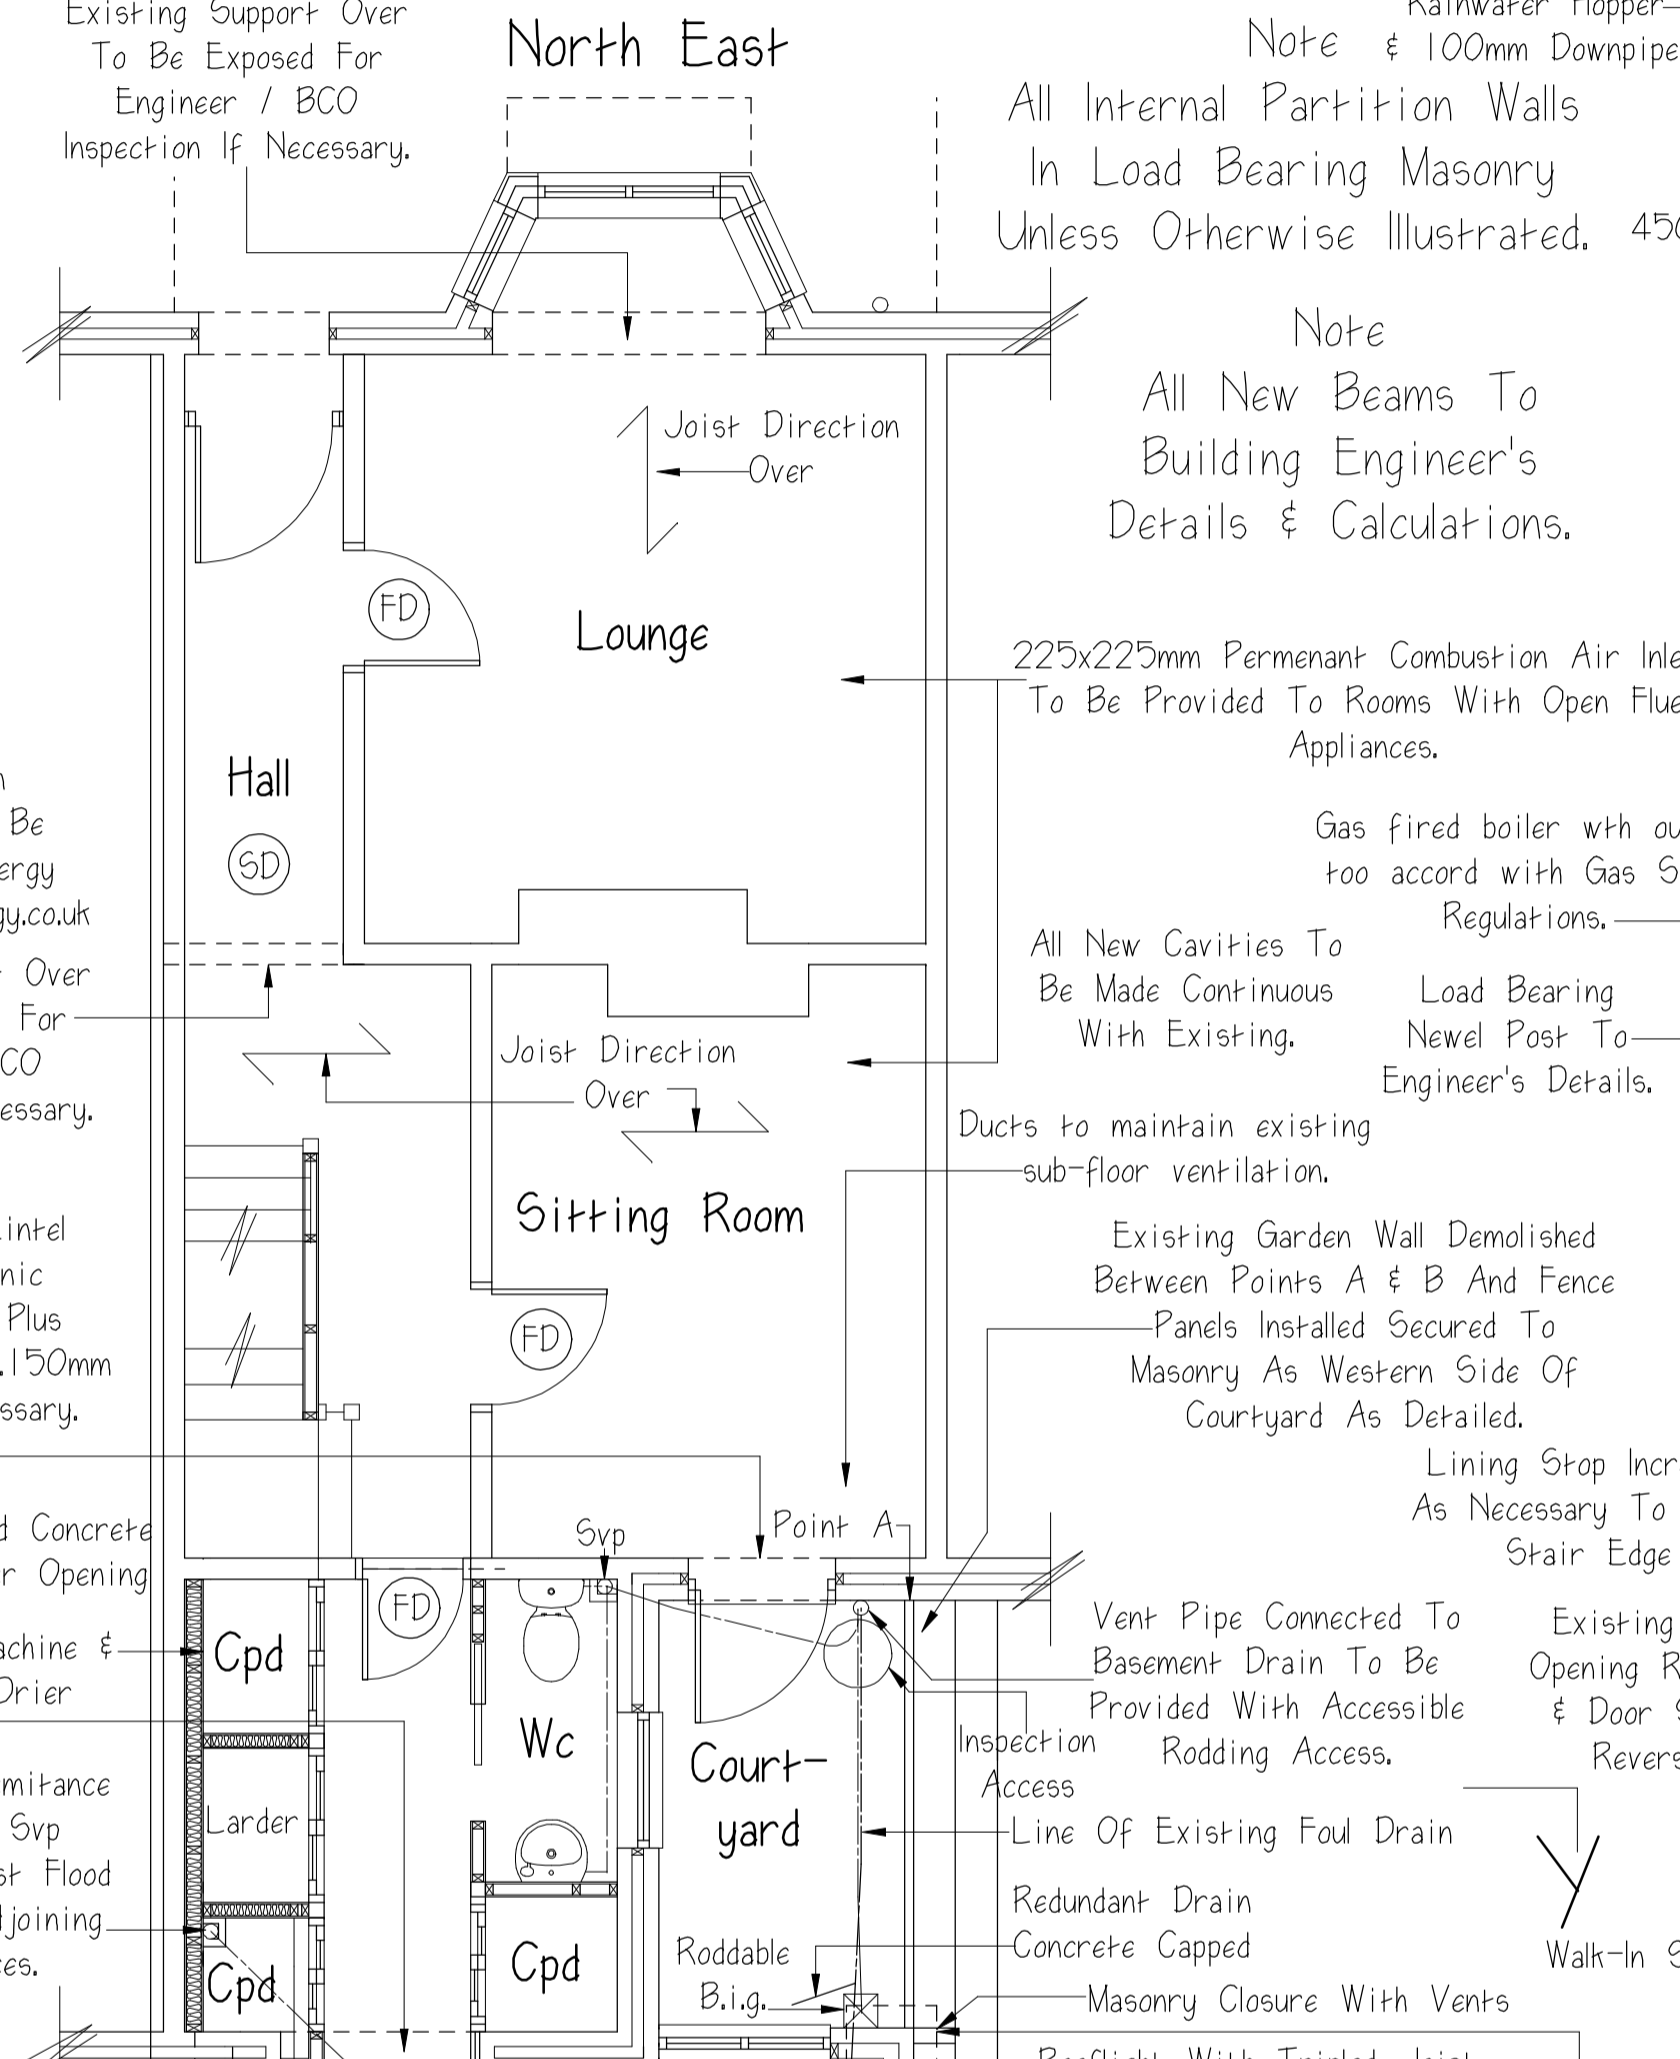 Existing Support Over
To Be Exposed For
Engineer / BCO
Inspection If Necessary.
North East
Rainwater Hopper
& 100mm Downpipe
Note
All Internal Partition Walls
In Load Bearing Masonry
Unless Otherwise Illustrated.
Note
All New Beams To
Building Engineer's
Details & Calculations.
Joist Direction
Over
FD
Lounge
225x225mm Permenant Combustion Air
To Be Provided To Rooms With Open
Appliances.
Hall
SD
Be
gy.co.uk
Over
For
Gas fired boiler wth
too accord with Gas
Regulations.
All New Cavities To
Be Made Continuous
With Existing.
Load Bearing
Newel Post To
Engineer's Details.
Joist Direction
Over
Ducts to maintain existing
sub-floor ventilation.
Sitting Room
Existing Garden Wall Demolished
Between Points A & B And Fence
Panels Installed Secured To
Masonry As Western Side Of
Courtyard As Detailed.
Plus
150mm
FD
Lining Stop
As Necessary To
Stair Edge
Concrete
Opening
Svp
Point A
FD
Cpd
&
Drier
Wc
Court-
yard
Vent Pipe Connected To
Basement Drain To Be
Provided With Accessible
Rodding Access.
Inspection
Access
Existing
Opening
& Door
Svp
Flood
Larder
Line Of Existing Foul Drain
Redundant Drain
Concrete Capped
Roddable
B.i.g.
Cpd
Cpd
Walk-In
Masonry Closure With Vents